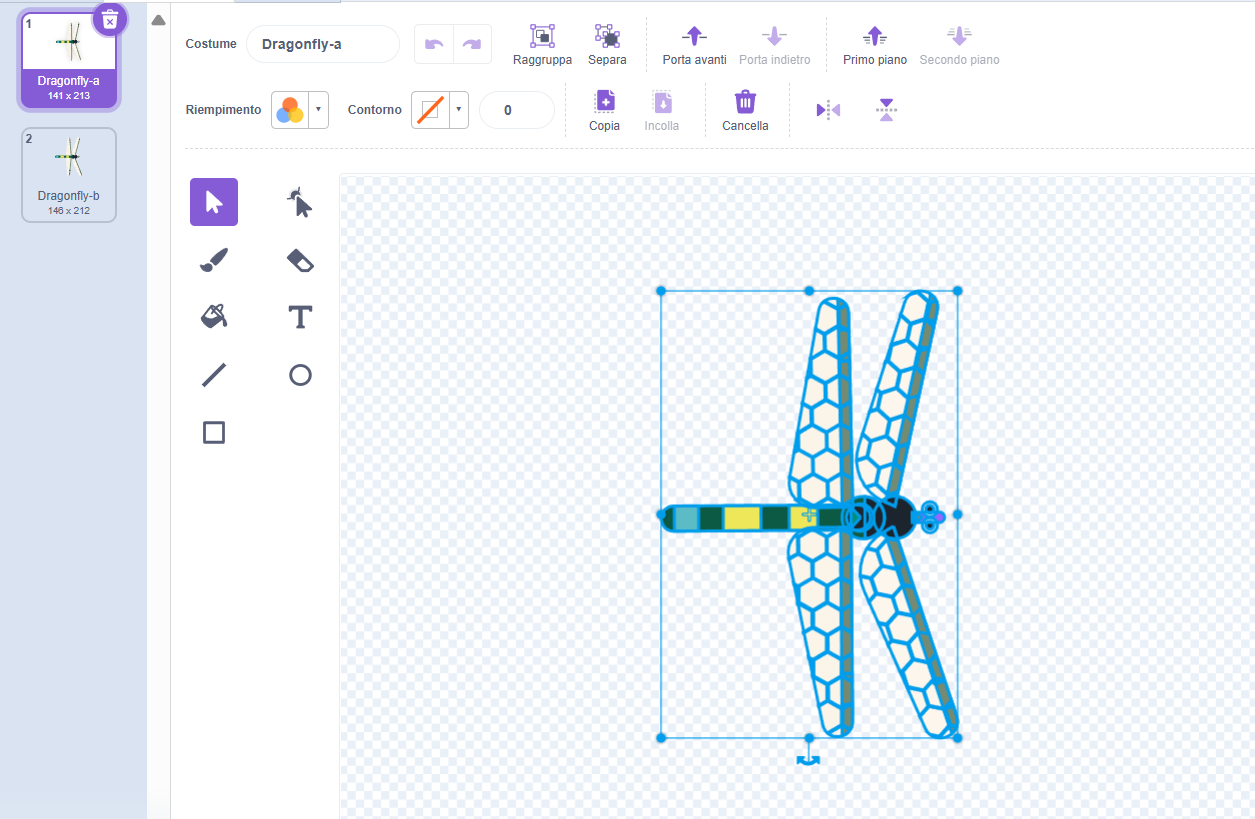 1
Dragonfly-a
141 x 213
2
Dragonfly-b
146 x 212
Costume
Dragonfly-a
Raggruppa
Separa
Porta avanti
Porta indietro
Primo piano
Secondo piano
Riempimento
Contorno
0
Copia
Incolla
Cancella